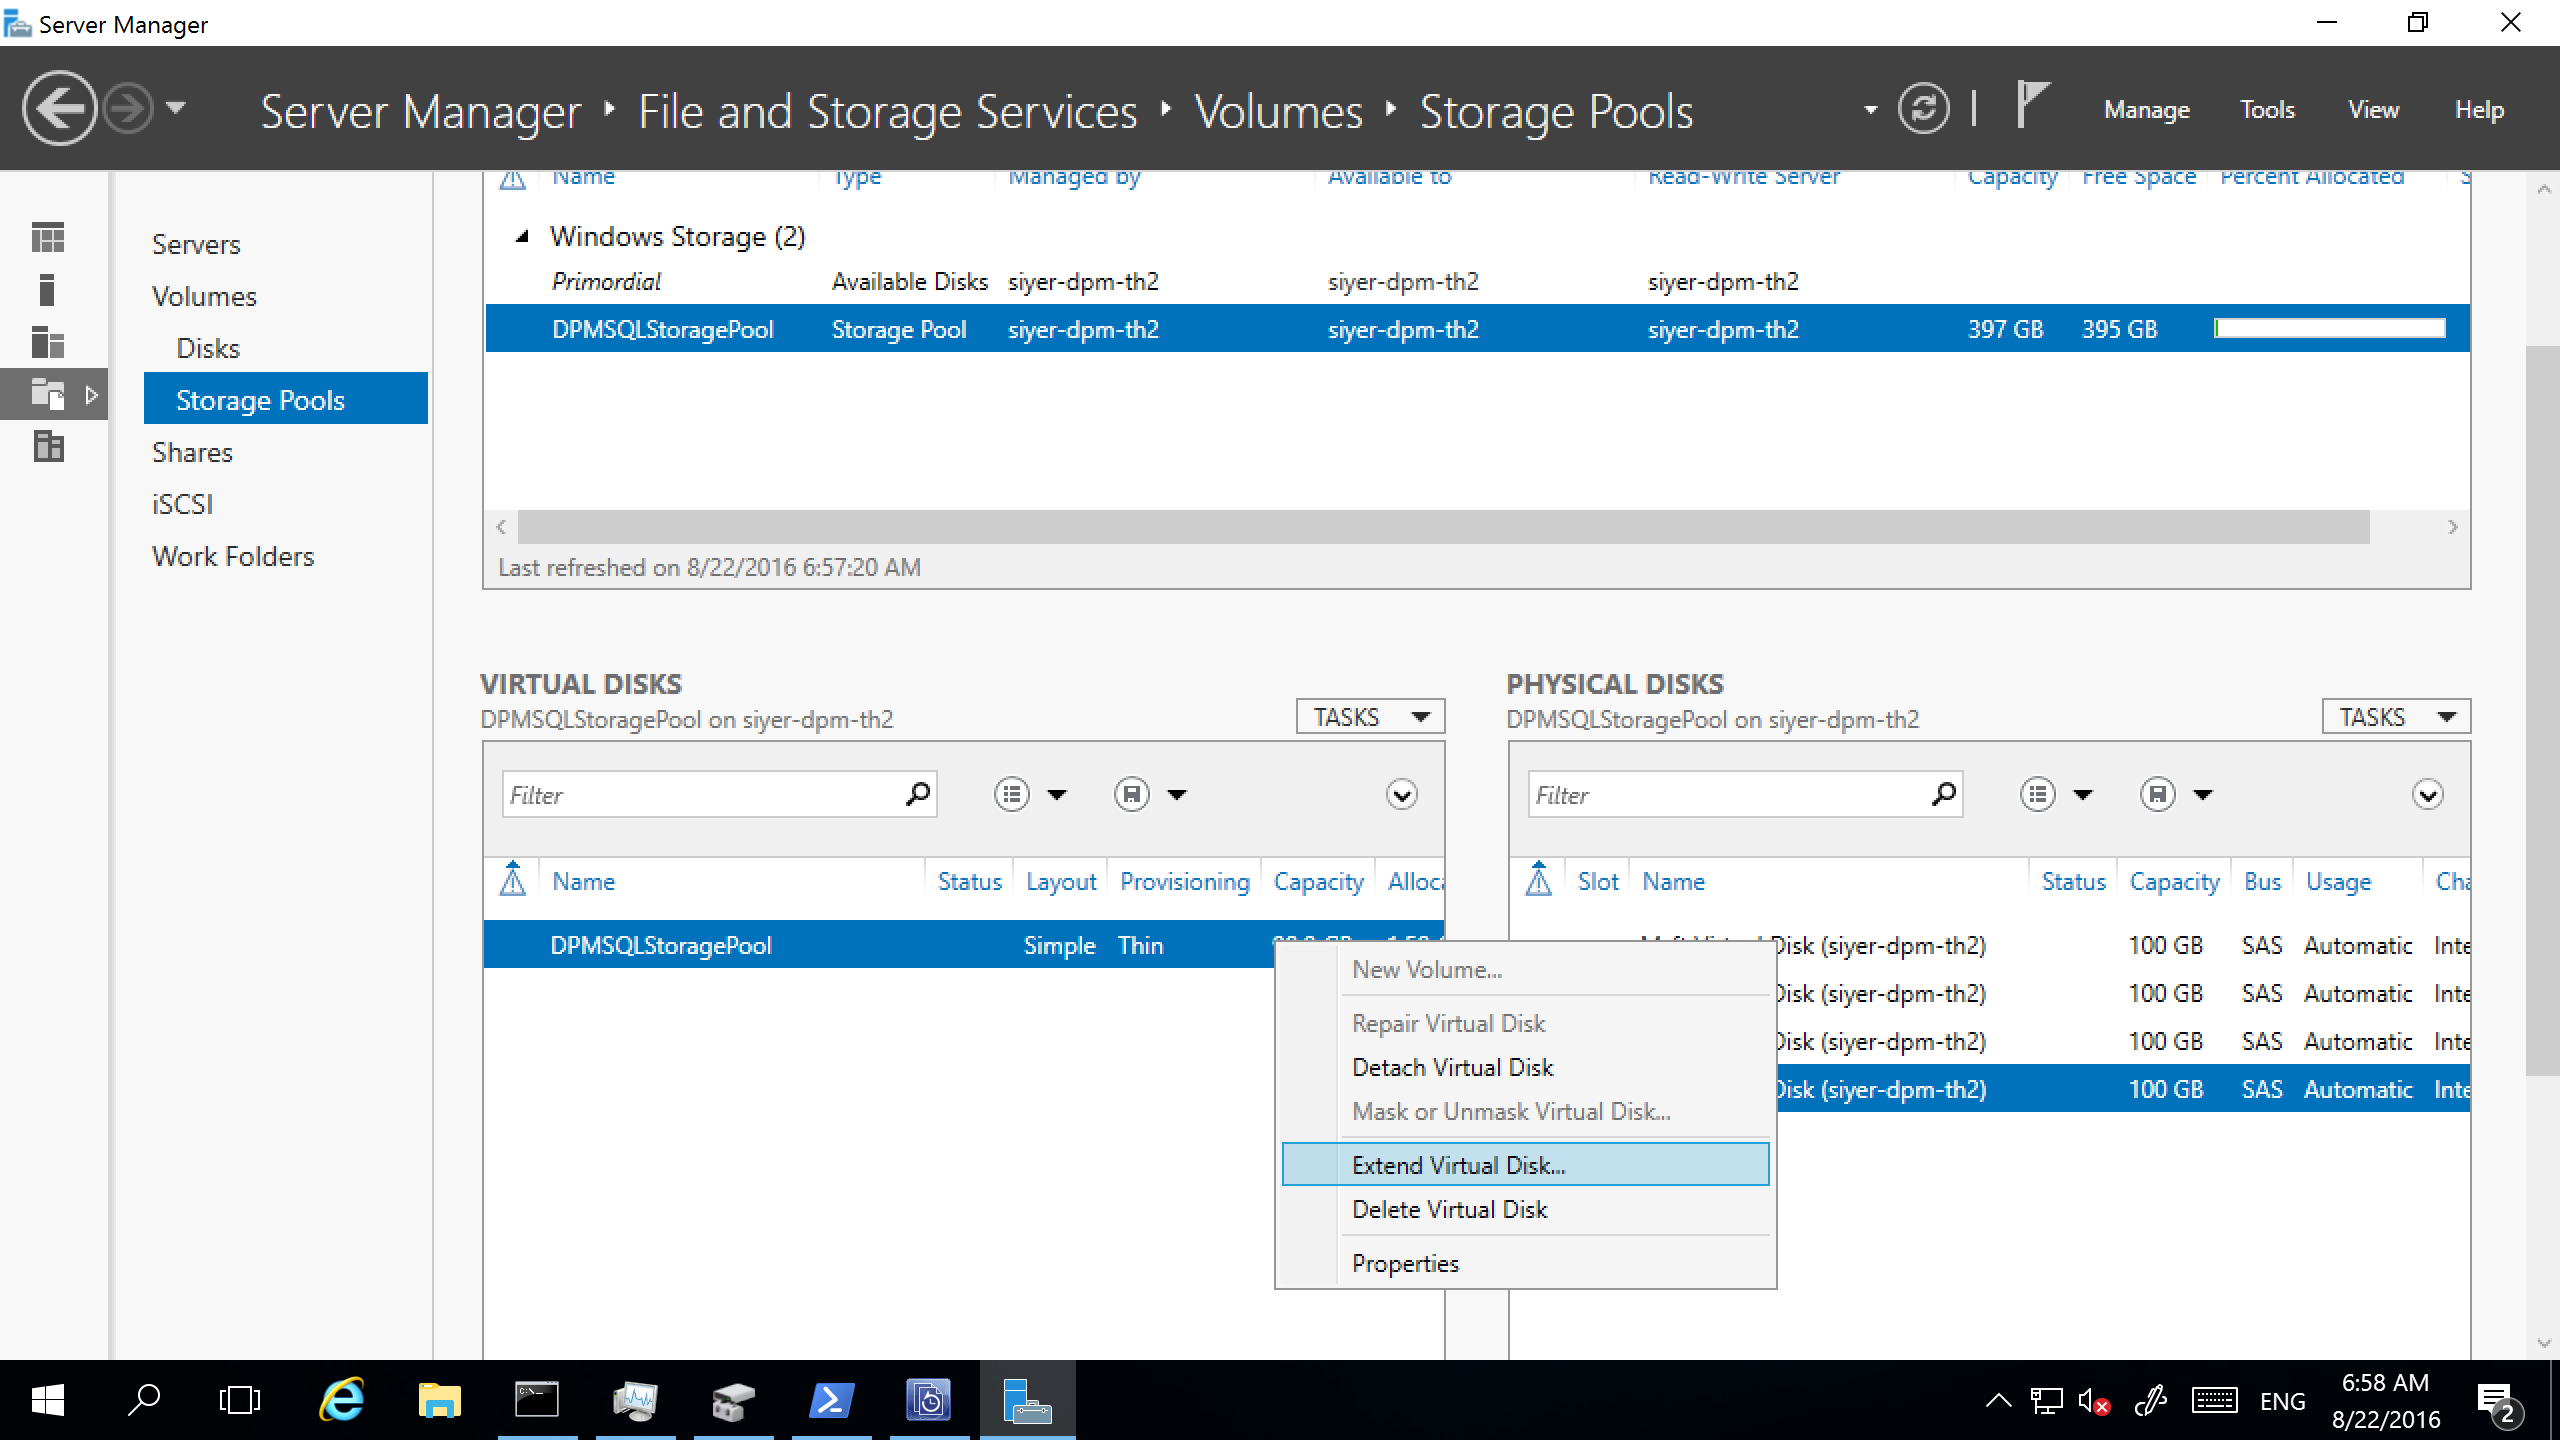 Server Manager
Server Manager ‣ File and Storage Services ‣ Volumes ‣ Storage Pools
Manage Tools View Help
Name Type Managed by Available to Read-Write Server Capacity Free Space Percent Allocated
Windows Storage (2)
Primordial Available Disks siyer-dpm-th2 siyer-dpm-th2 siyer-dpm-th2
DPMSQLStoragePool Storage Pool siyer-dpm-th2 siyer-dpm-th2 siyer-dpm-th2 397 GB 395 GB
Last refreshed on 8/22/2016 6:57:20 AM
Servers
Volumes
Disks
Storage Pools
Shares
iSCSI
Work Folders
VIRTUAL DISKS
DPMSQLStoragePool on siyer-dpm-th2
TASKS
Filter
Name Status Layout Provisioning Capacity Alloca
DPMSQLStoragePool Simple Thin
PHYSICAL DISKS
DPMSQLStoragePool on siyer-dpm-th2
TASKS
Filter
Slot Name Status Capacity Bus Usage Cha
Disk (siyer-dpm-th2) 100 GB SAS Automatic Inte
Disk (siyer-dpm-th2) 100 GB SAS Automatic Inte
Disk (siyer-dpm-th2) 100 GB SAS Automatic Inte
Disk (siyer-dpm-th2) 100 GB SAS Automatic Inte
New Volume...
Repair Virtual Disk
Detach Virtual Disk
Mask or Unmask Virtual Disk...
Extend Virtual Disk...
Delete Virtual Disk
Properties
ENG
6:58 AM
8/22/2016
2